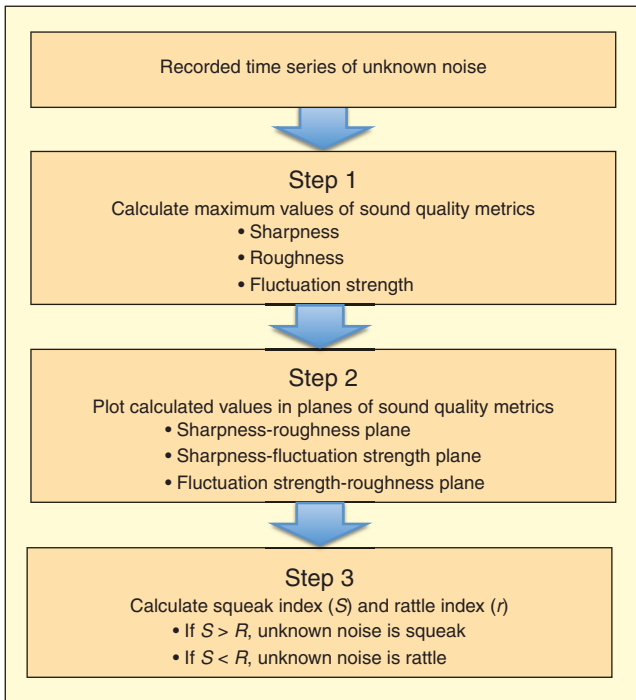 Recorded time series of unknown noise
Step 1
Calculate maximum values of sound quality metrics
• Sharpness
• Roughness
• Fluctuation strength
Step 2
Plot calculated values in planes of sound quality metrics
• Sharpness-roughness plane
• Sharpness-fluctuation strength plane
• Fluctuation strength-roughness plane
Step 3
Calculate squeak index (S) and rattle index (r)
• If S > R, unknown noise is squeak
• If S < R, unknown noise is rattle